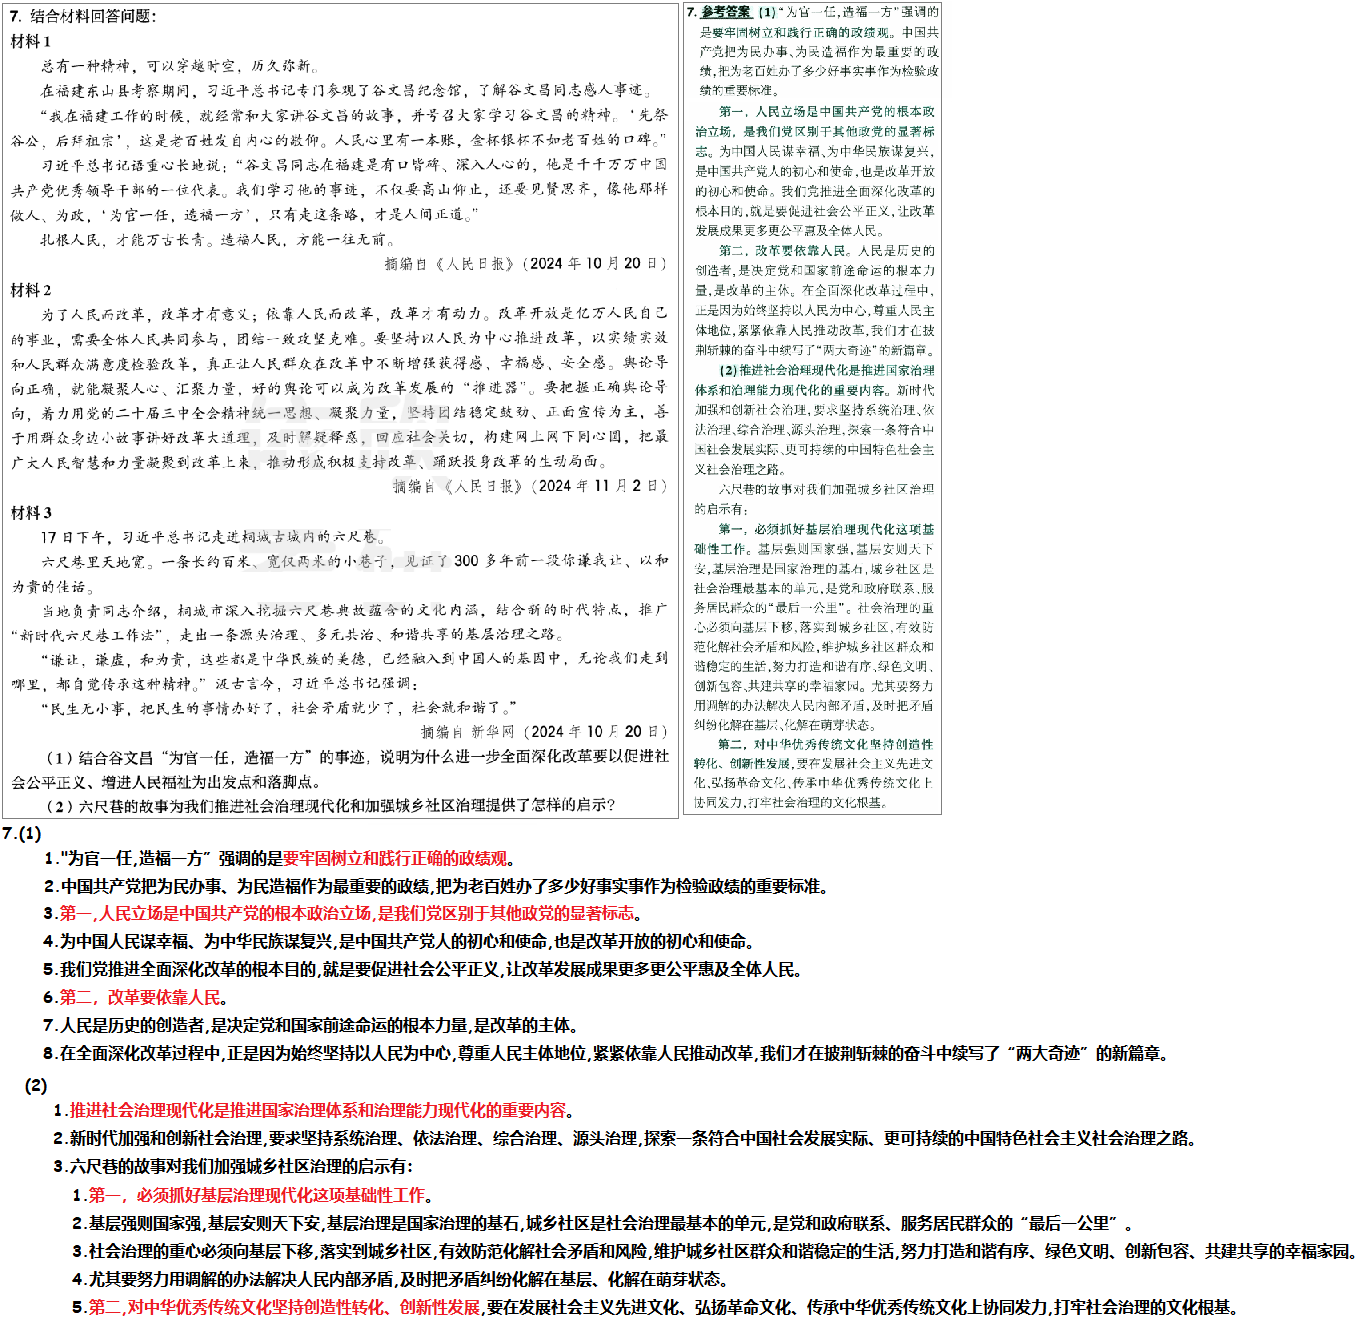 7. 结合材料回答问题：
材料 1
总有一种精神，可以穿越时空，历久弥新。
在福建东山县考察期间，习近平总书记专门参观了谷文昌纪念馆，了解谷文昌同志感人事迹。
“我在福建工作的时候，就经常和大家讲谷文昌的故事，并号召大家学习谷文昌的精神。‘先祭
谷公，后拜祖宗’，这是老百姓发自内心的敬仰。人民心里有一本账，金杯银杯不如老百姓的口碑。”
习近平总书记语重心长地说：“谷文昌同志在福建是有口皆碑、深入人心的，他是千千万万中国
共产党优秀领导干部的一位代表。我们学习他的事迹，不仅要高山仰止，还要见贤思齐，像他那样
做人、为政，‘为官一任，造福一方’，只有走这条路，才是人间正道。”
扎根人民，才能万古长青。造福人民，方能一往无前。
摘编自《人民日报》（2024 年 10 月 20 日）
材料 2
为了人民而改革，改革才有意义；依靠人民而改革，改革才有动力。改革开放是亿万人民自己
的事业，需要全体人民共同参与，团结一致攻坚克难。要坚持以人民为中心推进改革，以实绩实效
和人民群众满意度检验改革，真正让人民群众在改革中不断增强获得感、幸福感、安全感。舆论导
向正确，就能凝聚人心、汇聚力量，好的舆论可以成为改革发展的“推进器”。要把握正确舆论导
向，着力用党的二十届三中全会精神统一思想、凝聚力量，坚持团结稳定鼓劲、正面宣传为主，善
于用群众身边小故事讲好改革大道理，及时解疑释惑，回应社会关切，构建网上网下同心圆，把最
广大人民智慧和力量凝聚到改革上来，推动形成积极支持改革、踊跃投身改革的生动局面。
摘编自《人民日报》（2024 年 11 月 2 日）
材料 3
17 日下午，习近平总书记走进桐城古城内的六尺巷。
六尺巷里天地宽。一条长约百米、宽仅两米的小巷子，见证了 300 多年前一段你谦我让、以和
为贵的佳话。
当地负责同志介绍，桐城市深入挖掘六尺巷典故蕴含的文化内涵，结合新的时代特点，推广
“新时代六尺巷工作法”，走出一条源头治理、多元共治、和谐共享的基层治理之路。
“谦让，谦虚，和为贵，这些都是中华民族的美德，已经融入到中国人的基因中，无论我们走到
哪里，都自觉传承这种精神。”汲古言今，习近平总书记强调：
“民生无小事，把民生的事情办好了，社会矛盾就少了，社会就和谐了。”
摘编自 新华网（2024 年 10 月 20 日）
（1）结合谷文昌“为官一任，造福一方”的事迹，说明为什么进一步全面深化改革要以促进社
会公平正义、增进人民福祉为出发点和落脚点。
（2）六尺巷的故事为我们推进社会治理现代化和加强城乡社区治理提供了怎样的启示？
7. 参考答案 (1)“为官一任，造福一方”强调的
是要牢固树立和践行正确的政绩观。中国共
产党把为民办事、为民造福作为最重要的政
绩，把为老百姓办了多少好事实事作为检验政
绩的重要标准。
第一，人民立场是中国共产党的根本政
治立场，是我们党区别于其他政党的显著标
志。为中国人民谋幸福、为中华民族谋复兴，
是中国共产党人的初心和使命，也是改革开放
的初心和使命。我们党推进全面深化改革的
根本目的，就是要促进社会公平正义，让改革
发展成果更多更公平惠及全体人民。
第二，改革要依靠人民。人民是历史的
创造者，是决定党和国家前途命运的根本力
量，是改革的主体。在全面深化改革过程中，
正是因为始终坚持以人民为中心，尊重人民主
体地位，紧紧依靠人民推动改革，我们才在披
荆斩棘的奋斗中续写了“两大奇迹”的新篇章。
(2)推进社会治理现代化是推进国家治理
体系和治理能力现代化的重要内容。新时代
加强和创新社会治理，要求坚持系统治理、依
法治理、综合治理、源头治理，探索一条符合中
国社会发展实际、更可持续的中国特色社会主
义社会治理之路。
六尺巷的故事对我们加强城乡社区治理
的启示有：
第一，必须抓好基层治理现代化这项基
础性工作。基层强则国家强，基层安则天下
安，基层治理是国家治理的基石，城乡社区是
社会治理最基本的单元，是党和政府联系、服
务居民群众的“最后一公里”。社会治理的重
心必须向基层下移，落实到城乡社区，有效防
范化解社会矛盾和风险，维护城乡社区群众和
谐稳定的生活，努力打造和谐有序、绿色文明、
创新包容、共建共享的幸福家园。尤其要努力
用调解的办法解决人民内部矛盾，及时把矛盾
纠纷化解在基层、化解在萌芽状态。
第二，对中华优秀传统文化坚持创造性
转化、创新性发展，要在发展社会主义先进文
化、弘扬革命文化、传承中华优秀传统文化上
协同发力，打牢社会治理的文化根基。
7.(1)
1."为官一任,造福一方”强调的是要牢固树立和践行正确的政绩观。
2.中国共产党把为民办事、为民造福作为最重要的政绩,把为老百姓办了多少好事实事作为检验政绩的重要标准。
3.第一,人民立场是中国共产党的根本政治立场,是我们党区别于其他政党的显著标志。
4.为中国人民谋幸福、为中华民族谋复兴,是中国共产党人的初心和使命,也是改革开放的初心和使命。
5.我们党推进全面深化改革的根本目的,就是要促进社会公平正义,让改革发展成果更多更公平惠及全体人民。
6.第二，改革要依靠人民。
7.人民是历史的创造者,是决定党和国家前途命运的根本力量,是改革的主体。
8.在全面深化改革过程中,正是因为始终坚持以人民为中心,尊重人民主体地位,紧紧依靠人民推动改革,我们才在披荆斩棘的奋斗中续写了“两大奇迹”的新篇章。
(2)
1.推进社会治理现代化是推进国家治理体系和治理能力现代化的重要内容。
2.新时代加强和创新社会治理,要求坚持系统治理、依法治理、综合治理、源头治理,探索一条符合中国社会发展实际、更可持续的中国特色社会主义社会治理之路。
3.六尺巷的故事对我们加强城乡社区治理的启示有:
1.第一，必须抓好基层治理现代化这项基础性工作。
2.基层强则国家强,基层安则天下安,基层治理是国家治理的基石,城乡社区是社会治理最基本的单元,是党和政府联系、服务居民群众的“最后一公里”。
3.社会治理的重心必须向基层下移,落实到城乡社区,有效防范化解社会矛盾和风险,维护城乡社区群众和谐稳定的生活,努力打造和谐有序、绿色文明、创新包容、共建共享的幸福家园。
4.尤其要努力用调解的办法解决人民内部矛盾,及时把矛盾纠纷化解在基层、化解在萌芽状态。
5.第二,对中华优秀传统文化坚持创造性转化、创新性发展,要在发展社会主义先进文化、弘扬革命文化、传承中华优秀传统文化上协同发力,打牢社会治理的文化根基。